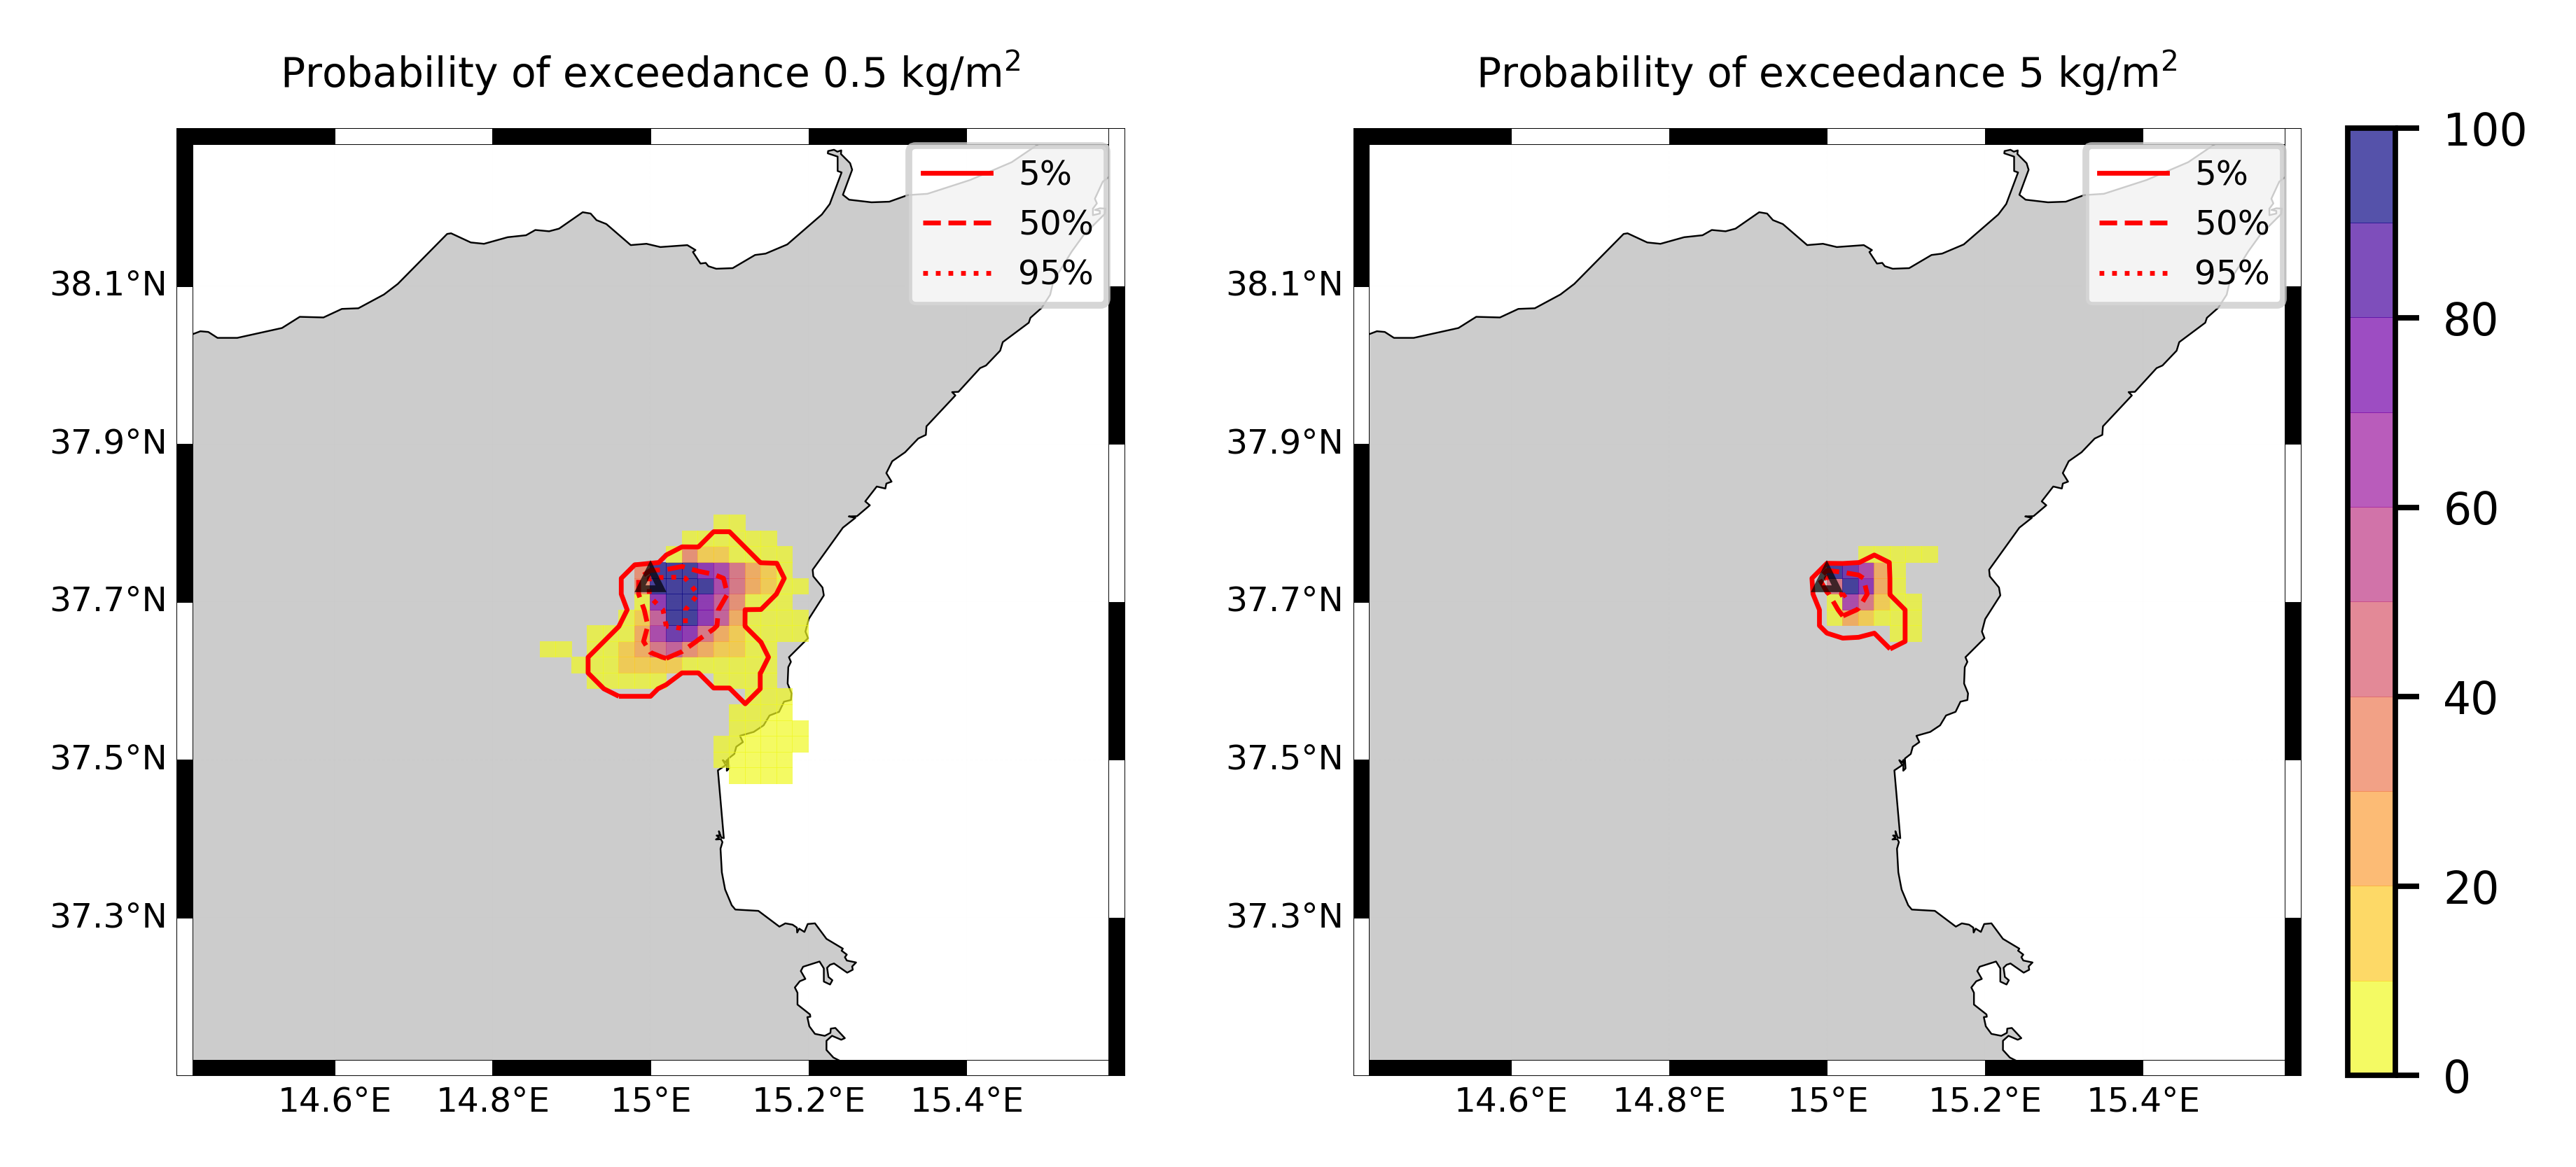 Probability of exceedance 0.5 kg/m²
5%
50%
95%
38.1°N
37.9°N
37.7°N
37.5°N
37.3°N
14.6°E 14.8°E 15°E 15.2°E 15.4°E
Probability of exceedance 5 kg/m²
5%
50%
95%
38.1°N
37.9°N
37.7°N
37.5°N
37.3°N
14.6°E 14.8°E 15°E 15.2°E 15.4°E
100
80
60
40
20
0